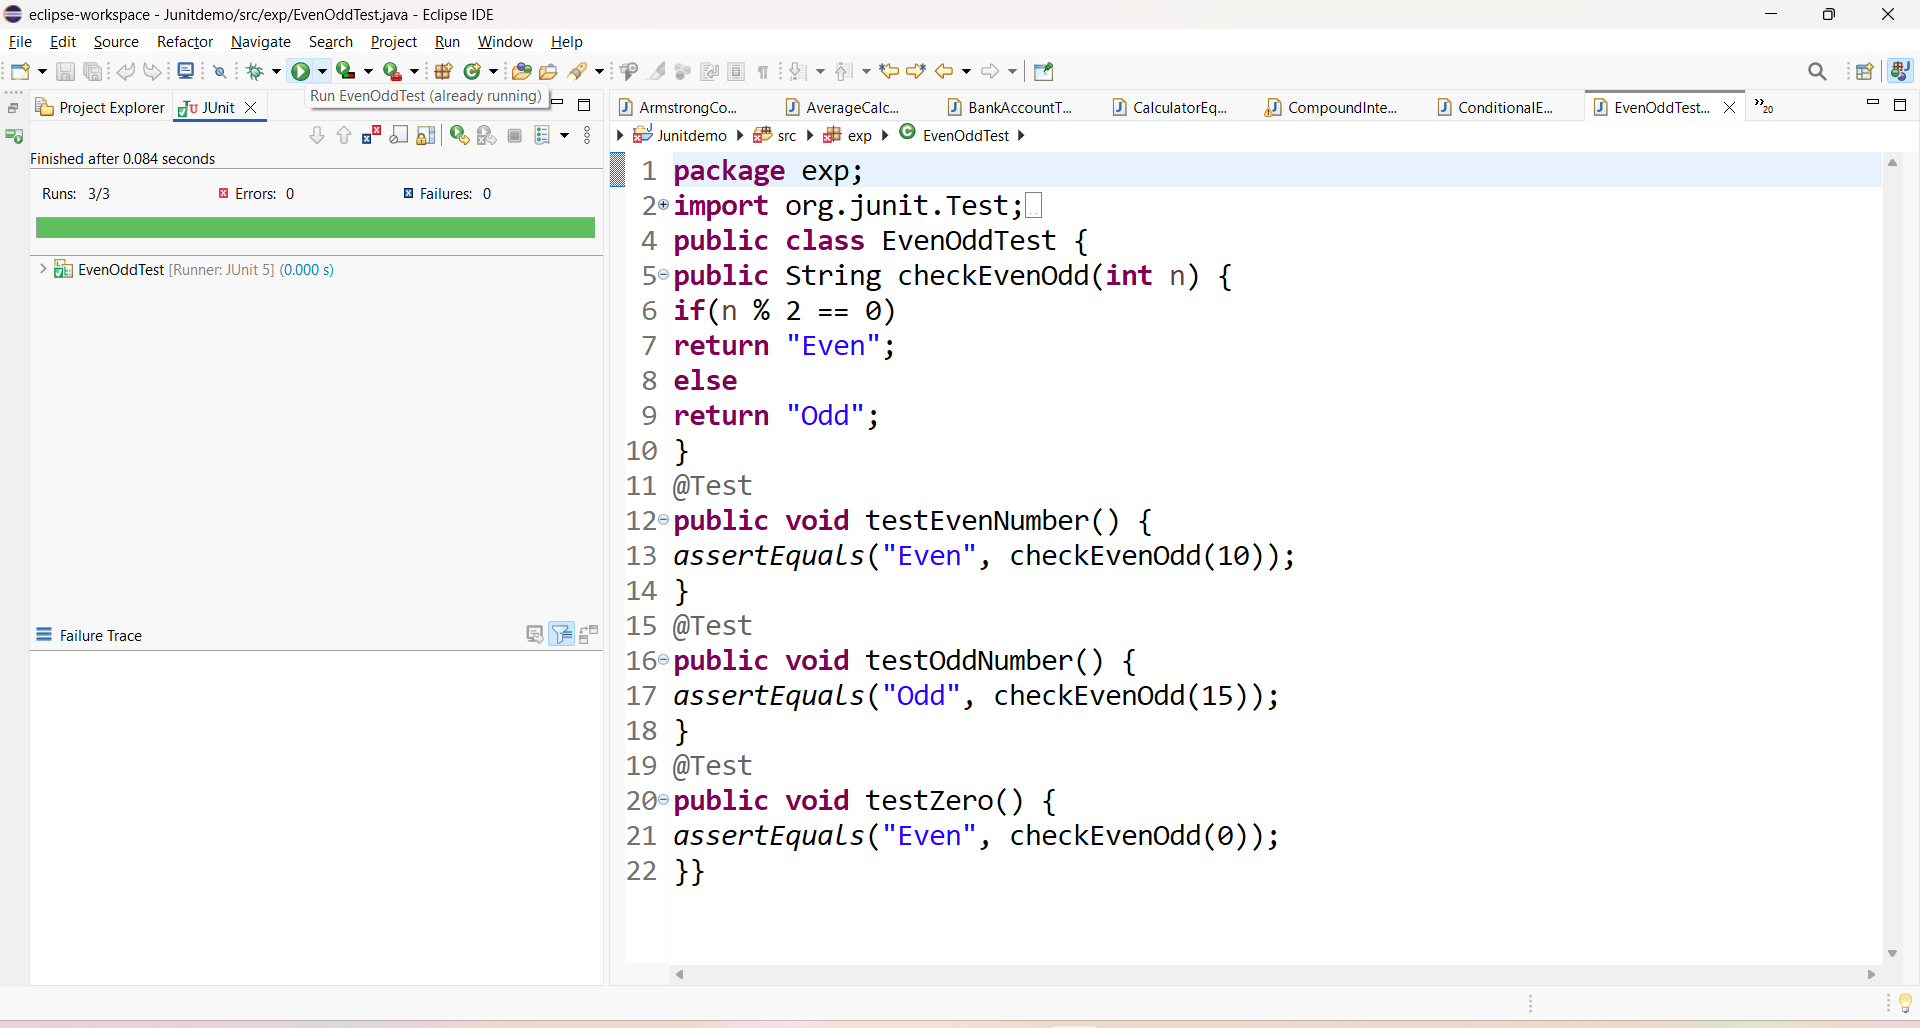 eclipse-workspace - Junitdemo/src/exp/EvenOddTest.java - Eclipse IDE
File Edit Source Refactor Navigate Search Project Run Window Help
Run EvenOddTest (already running)
Project Explorer JUnit
ArmstrongCo... AverageCalc... BankAccountT... CalculatorEq... CompoundInte... ConditionalE... EvenOddTest... »20
Junitdemo src exp EvenOddTest
Finished after 0.084 seconds
Runs: 3/3 Errors: 0 Failures: 0
EvenOddTest [Runner: JUnit 5] (0.000 s)
Failure Trace
1 package exp;
2 import org.junit.Test;
4 public class EvenOddTest {
5 public String checkEvenOdd(int n) {
6 if(n % 2 == 0)
7 return "Even";
8 else
9 return "Odd";
10 }
11 @Test
12 public void testEvenNumber() {
13 assertEquals("Even", checkEvenOdd(10));
14 }
15 @Test
16 public void testOddNumber() {
17 assertEquals("Odd", checkEvenOdd(15));
18 }
19 @Test
20 public void testZero() {
21 assertEquals("Even", checkEvenOdd(0));
22 }}